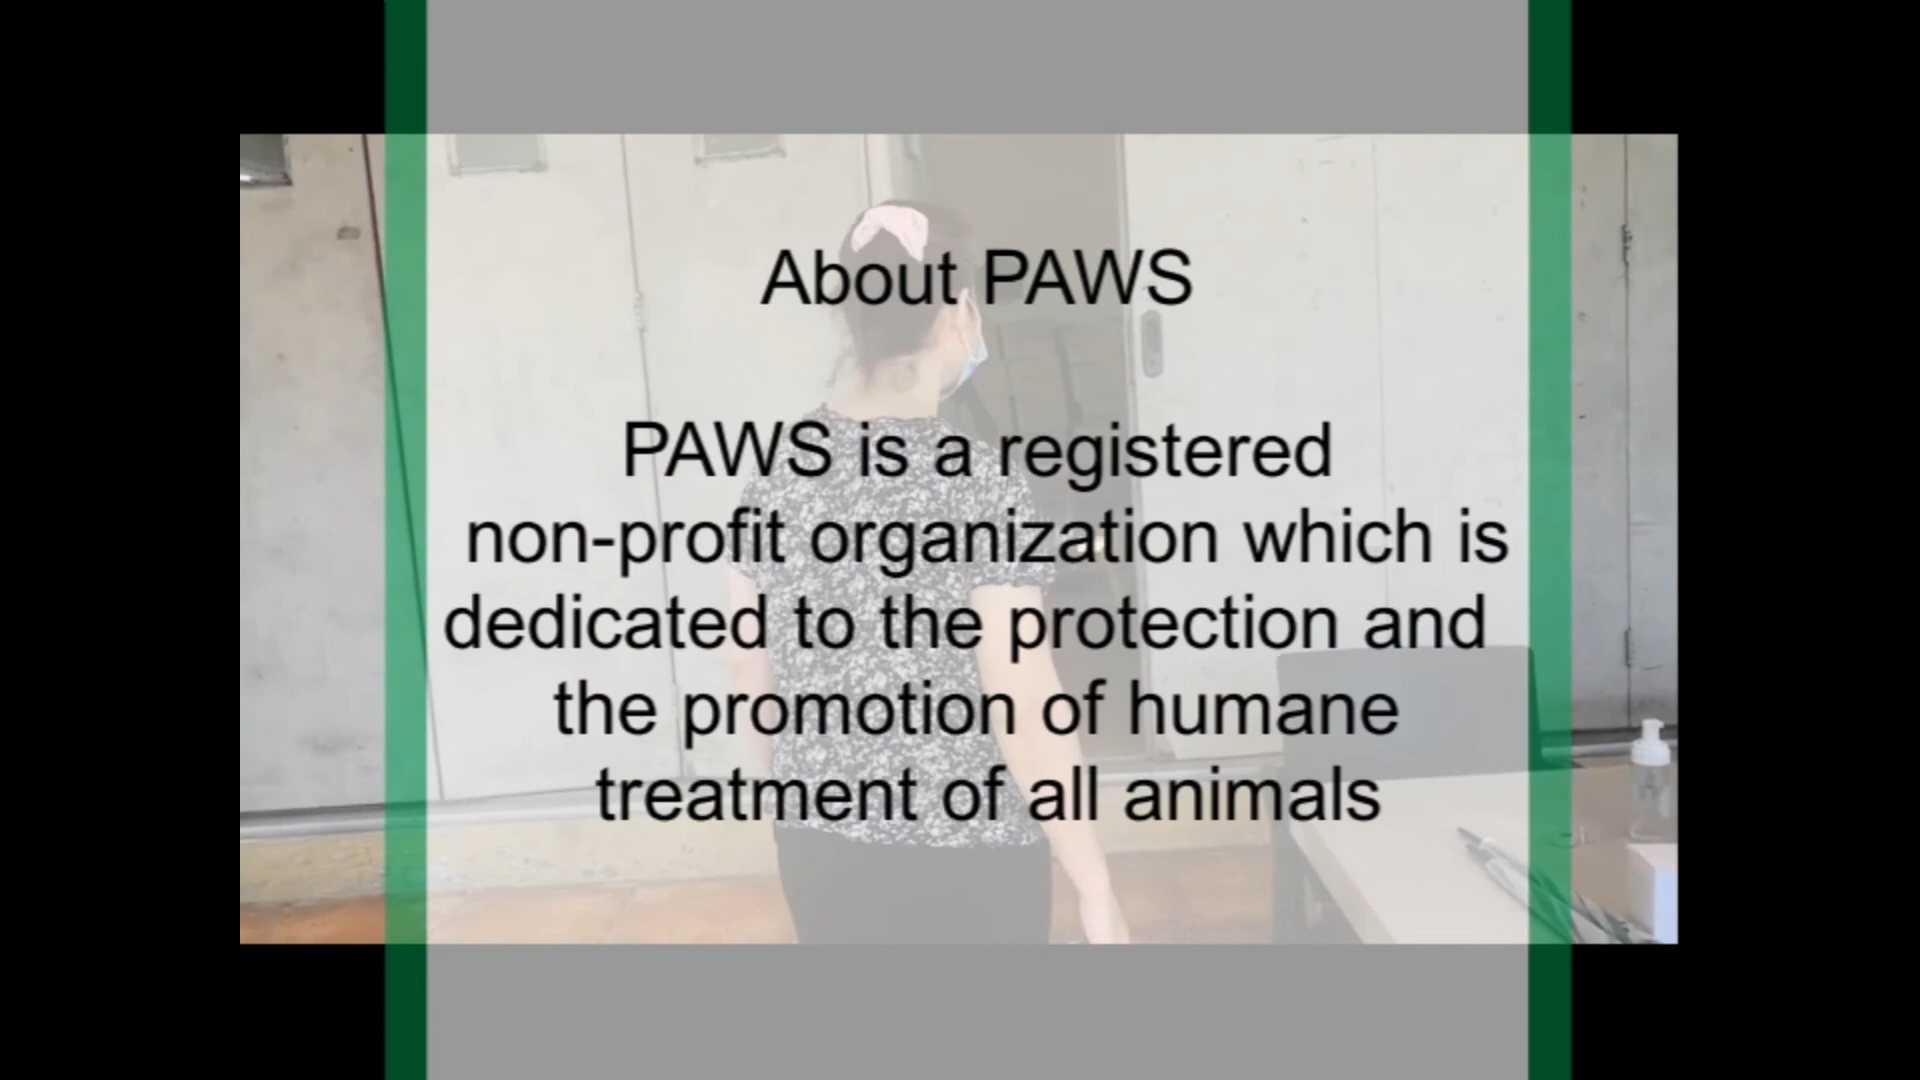 About PAWS
PAWS is a registered
non-profit organization which is
dedicated to the protection and
the promotion of humane
treatment of all animals